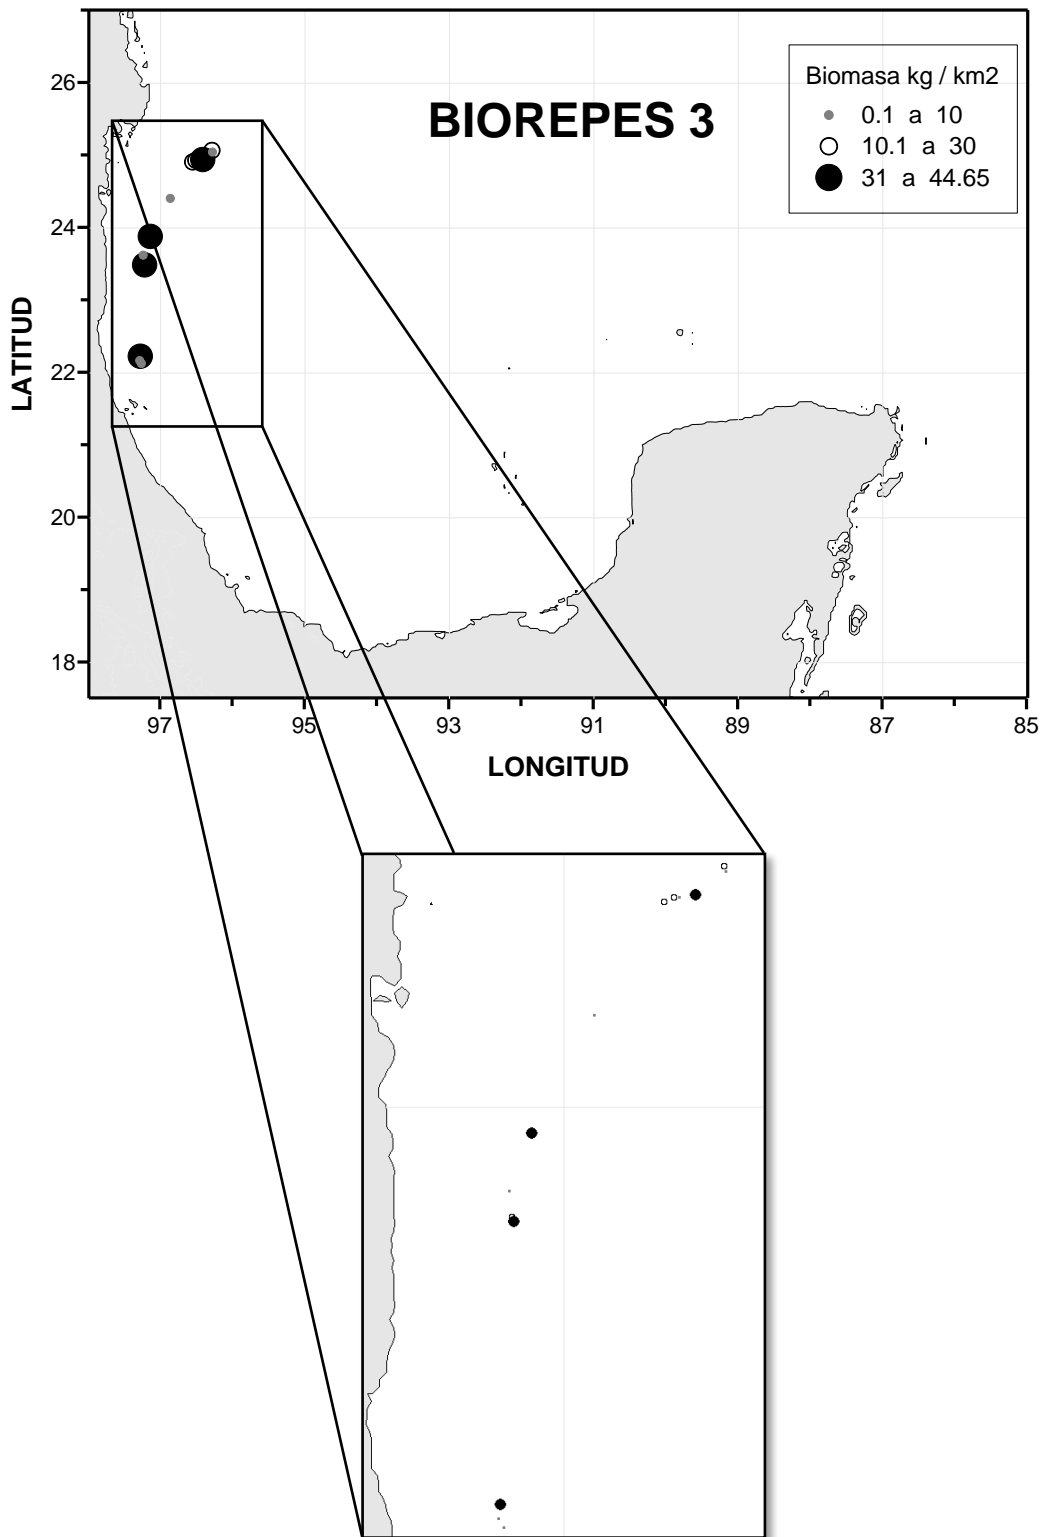 BIOREPES 3
Biomasa kg / km2
0.1 a 10
10.1 a 30
31 a 44.65
26
24
22
20
18
LATITUD
97 95 93 91 89 87 85
LONGITUD